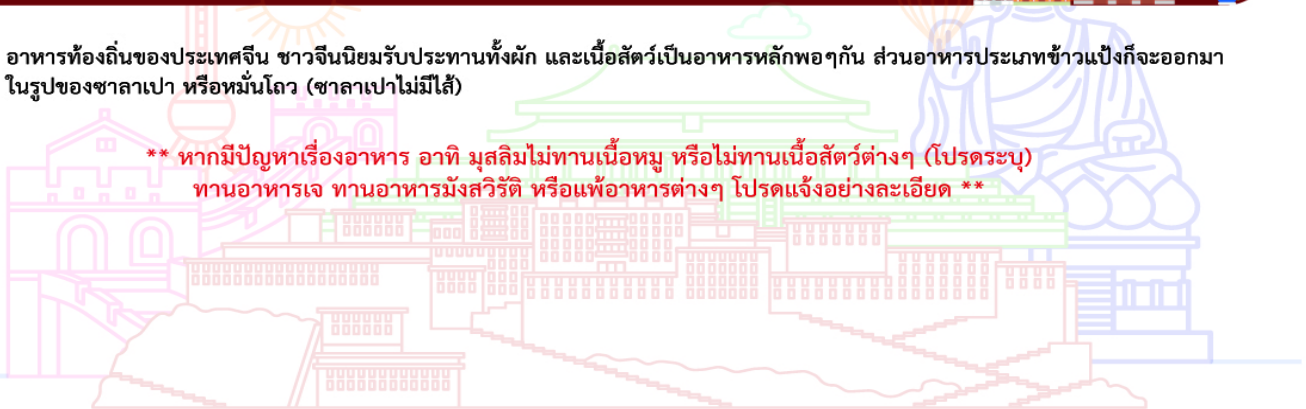 อาหารท้องถิ่นของประเทศจีน ชาวจีนนิยมรับประทานทั้งผัก และเนื้อสัตว์เป็นอาหารหลักพอๆกัน ส่วนอาหารประเภทข้าวแป้งก็จะออกมา
ในรูปของซาลาเปา หรือหมั่นโถว (ซาลาเปาไม่มีไส้)
** หากมีปัญหาเรื่องอาหาร อาทิ มุสลิมไม่ทานเนื้อหมู หรือไม่ทานเนื้อสัตว์ต่างๆ (โปรดระบุ)
ทานอาหารเจ ทานอาหารมังสวิรัติ หรือแพ้อาหารต่างๆ โปรดแจ้งอย่างละเอียด **